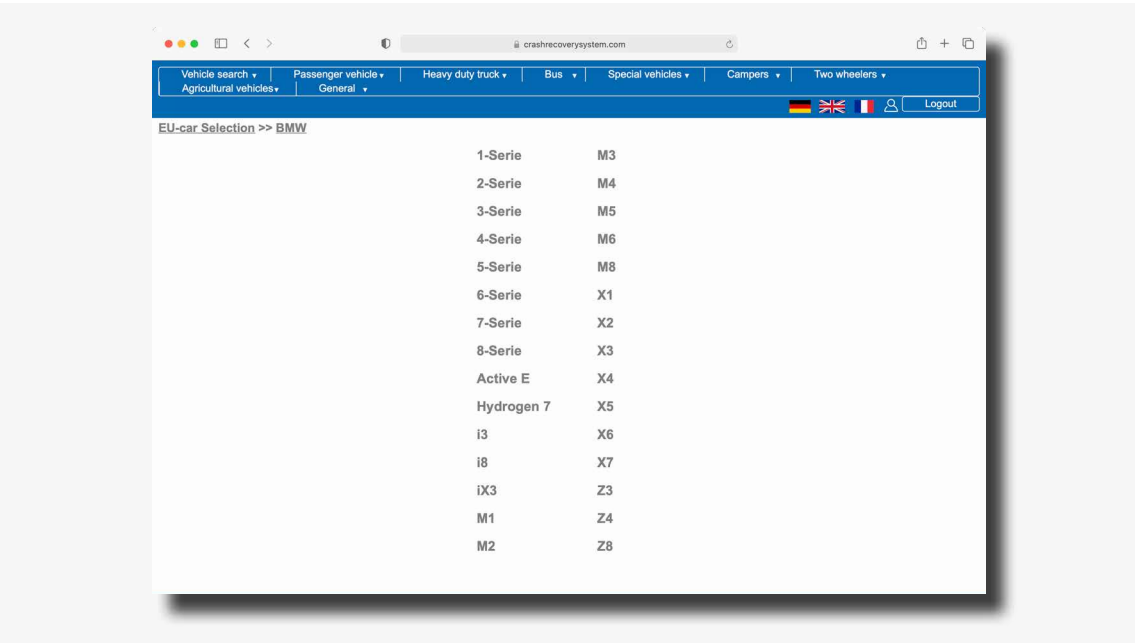 crashrecoverysystem.com
Vehicle search Passenger vehicle Heavy duty truck Bus Special vehicles Campers Two wheelers
Agricultural vehicles General
Logout
EU-car Selection >> BMW
1-Serie M3
2-Serie M4
3-Serie M5
4-Serie M6
5-Serie M8
6-Serie X1
7-Serie X2
8-Serie X3
Active E X4
Hydrogen 7 X5
i3 X6
i8 X7
iX3 Z3
M1 Z4
M2 Z8